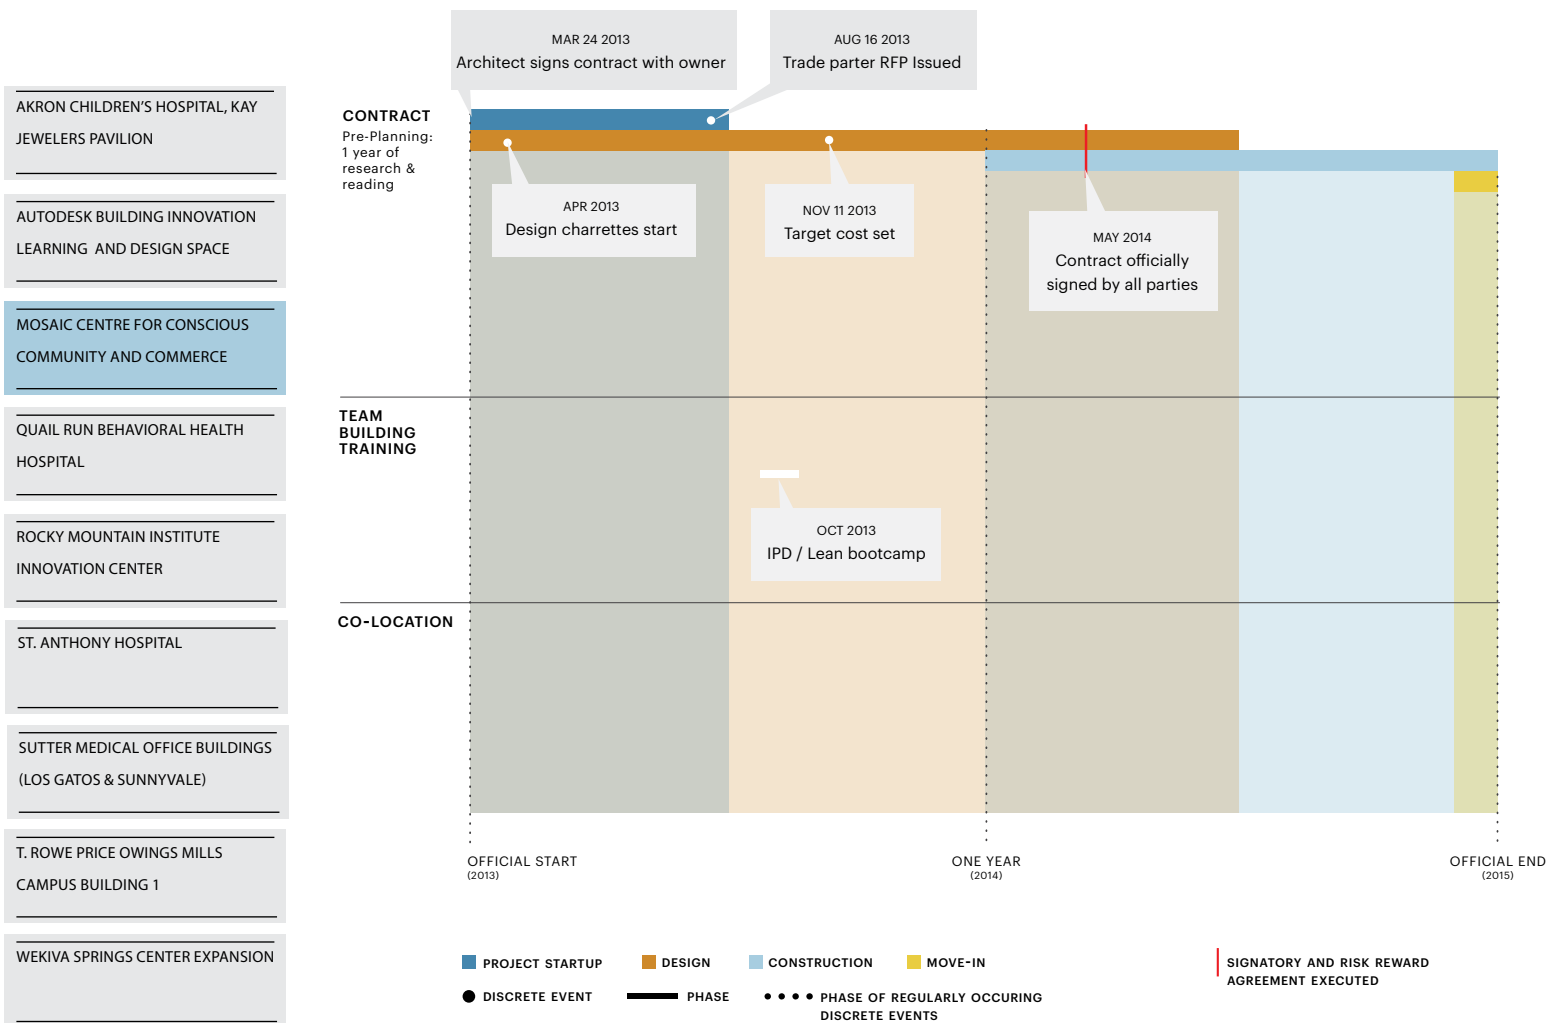 AKRON CHILDREN'S HOSPITAL, KAY
JEWELERS PAVILION
AUTODESK BUILDING INNOVATION
LEARNING AND DESIGN SPACE
MOSAIC CENTRE FOR CONSCIOUS
COMMUNITY AND COMMERCE
QUAIL RUN BEHAVIORAL HEALTH
HOSPITAL
ROCKY MOUNTAIN INSTITUTE
INNOVATION CENTER
ST. ANTHONY HOSPITAL
SUTTER MEDICAL OFFICE BUILDINGS
(LOS GATOS & SUNNYVALE)
T. ROWE PRICE OWINGS MILLS
CAMPUS BUILDING 1
WEKIVA SPRINGS CENTER EXPANSION
MAR 24 2013
Architect signs contract with owner
AUG 16 2013
Trade parter RFP Issued
CONTRACT
Pre-Planning:
1 year of
research &
reading
APR 2013
Design charrettes start
NOV 11 2013
Target cost set
MAY 2014
Contract officially
signed by all parties
TEAM
BUILDING
TRAINING
OCT 2013
IPD / Lean bootcamp
CO-LOCATION
OFFICIAL START
(2013)
ONE YEAR
(2014)
OFFICIAL END
(2015)
PROJECT STARTUP
DESIGN
CONSTRUCTION
MOVE-IN
SIGNATORY AND RISK REWARD
AGREEMENT EXECUTED
DISCRETE EVENT
PHASE
PHASE OF REGULARLY OCCURING
DISCRETE EVENTS